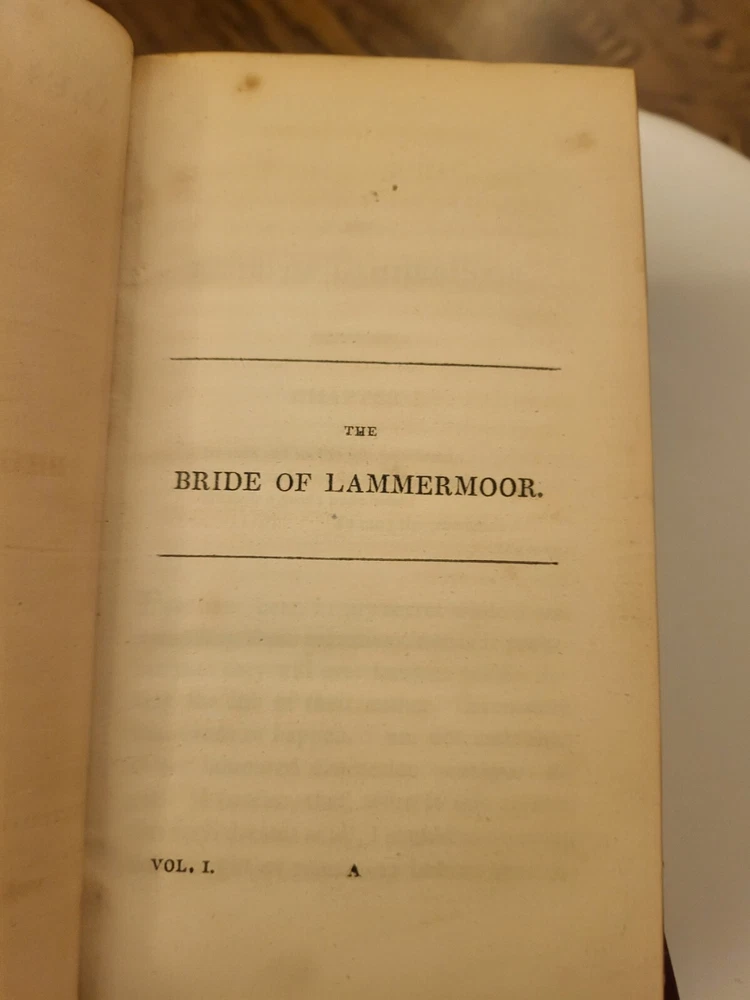 THE
BRIDE OF LAMMERMOOR.
VOL. I. A